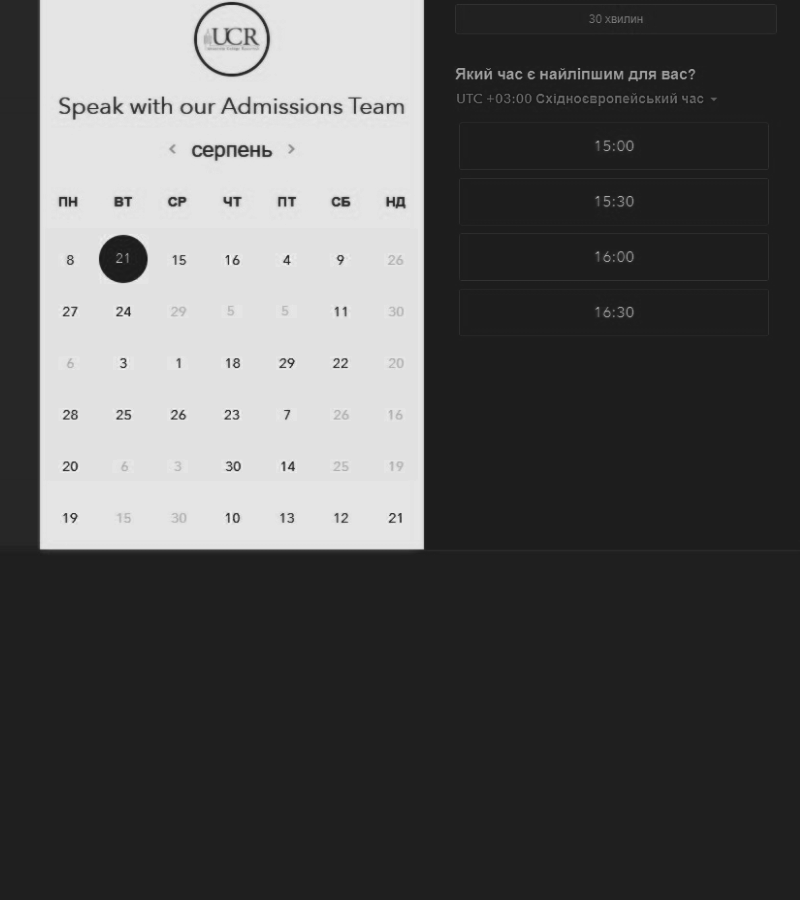 UCR
Speak with our Admissions Team
‹ серпень ›
ПН ВТ СР ЧТ ПТ СБ НД
8 21 15 16 4 9 26
27 24 29 5 5 11 30
6 3 1 18 29 22 20
28 25 26 23 7 26 16
20 6 3 30 14 25 19
19 15 30 10 13 12 21
30 хвилин
Який час є найліпшим для вас?
UTC +03:00 Східноєвропейський час
15:00
15:30
16:00
16:30